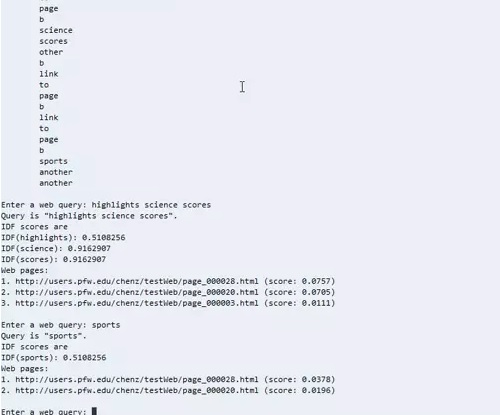 page
b
science
scores
other
b
link
to
page
b
link
to
page
b
sports
another
another
Enter a web query: highlights science scores
Query is "highlights science scores".
IDF scores are
IDF(highlights): 0.5108256
IDF(science): 0.9162907
IDF(scores): 0.9162907
Web pages:
1. http://users.pfw.edu/chenz/testWeb/page_000028.html (score: 0.0757)
2. http://users.pfw.edu/chenz/testWeb/page_000020.html (score: 0.0705)
3. http://users.pfw.edu/chenz/testWeb/page_000003.html (score: 0.0111)
Enter a web query: sports
Query is "sports".
IDF scores are
IDF(sports): 0.5108256
Web pages:
1. http://users.pfw.edu/chenz/testWeb/page_000028.html (score: 0.0378)
2. http://users.pfw.edu/chenz/testWeb/page_000020.html (score: 0.0196)
Enter a web query: